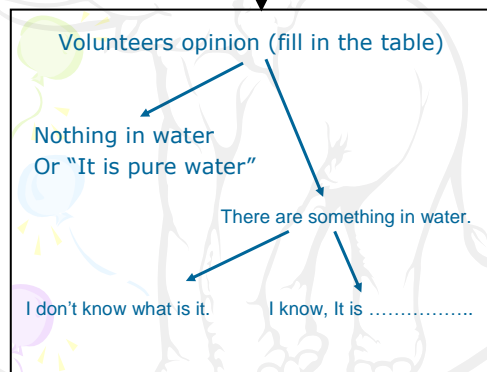 Volunteers opinion (fill in the table)
Nothing in water
Or “It is pure water”
There are something in water.
I don’t know what is it.
I know, It is ……………..